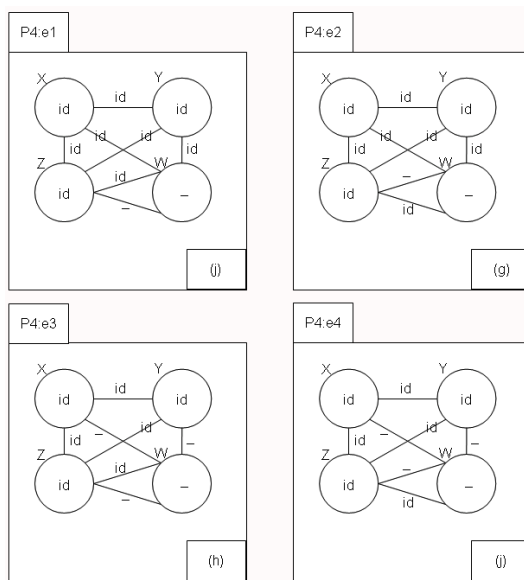 P4:e1
X Y
id id id
id id
id id
Z W
id id –
–
(j)
P4:e2
X Y
id id id
id id
id id
Z W
id – –
id
(g)
P4:e3
X Y
id id id
– id
id –
Z W
id id –
–
(h)
P4:e4
X Y
id id id
– id
id –
Z W
id – –
id
(j)